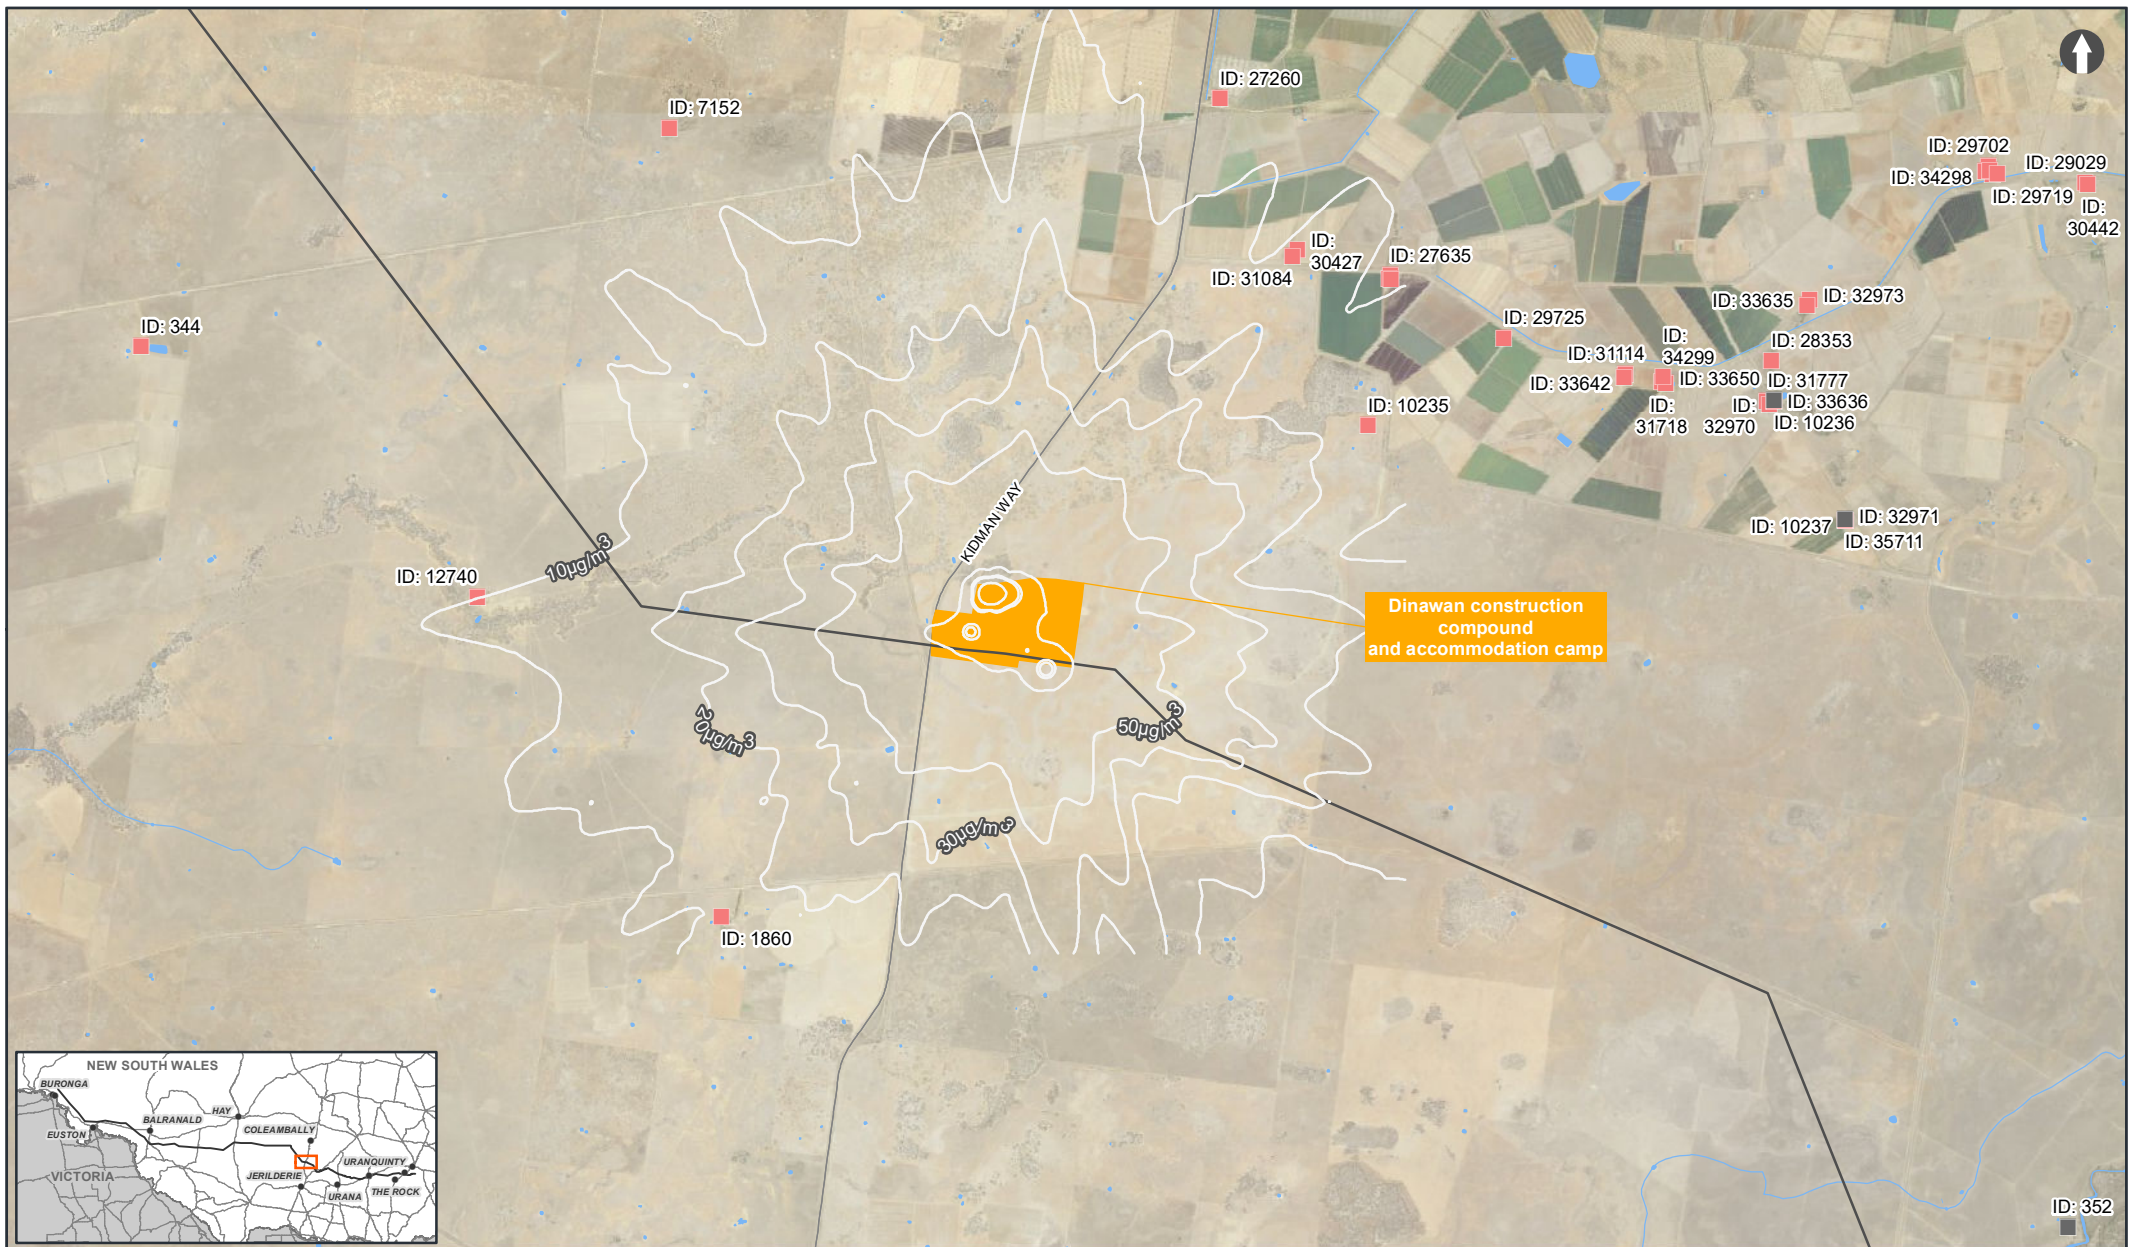 ID: 27260
ID: 7152
ID: 29702
ID: 29029
ID: 34298
ID: 29719
ID:
30442
ID:
30427
ID: 31084
ID: 27635
ID: 33635
ID: 32973
ID: 344
ID: 29725
ID:
34299
ID: 28353
ID: 31114
ID: 33642
ID: 33650
ID: 31777
ID:
31718
ID:
32970
ID: 33636
ID: 10236
ID: 10235
KIDMAN WAY
ID: 10237
ID: 32971
ID: 35711
10µg/m3
ID: 12740
Dinawan construction
compound
and accommodation camp
20µg/m3
50µg/m3
30µg/m3
ID: 1860
NEW SOUTH WALES
BURONGA
HAY
BALRANALD
EUSTON
COLEAMBALLY
URANQUINTY
VICTORIA
JERILDERIE
URANA
THE ROCK
ID: 352